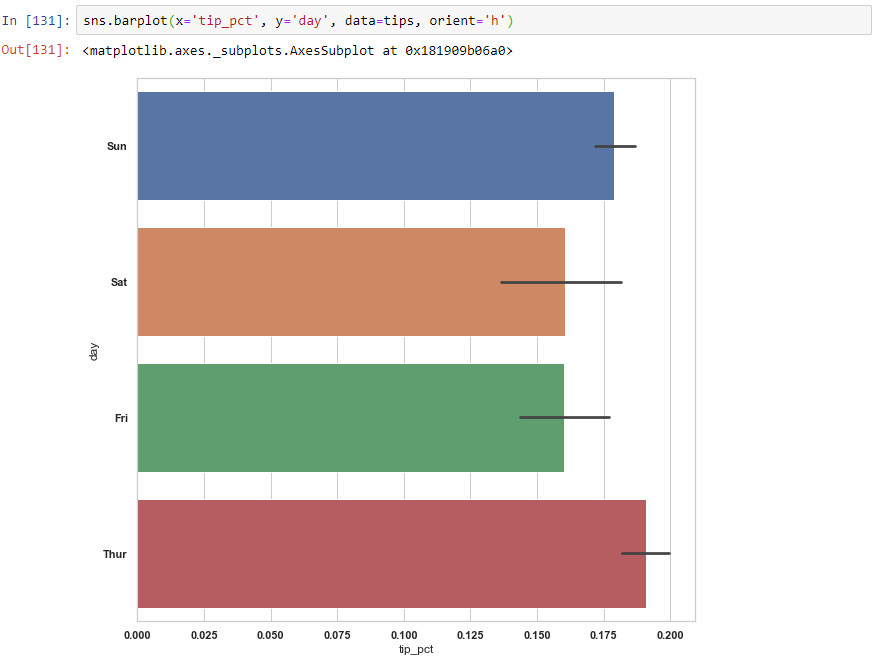 In [131]: sns.barplot(x='tip_pct', y='day', data=tips, orient='h')
Out[131]: <matplotlib.axes._subplots.AxesSubplot at 0x181909b06a0>
Sun
Sat
day
Fri
Thur
0.000 0.025 0.050 0.075 0.100 0.125 0.150 0.175 0.200
tip_pct